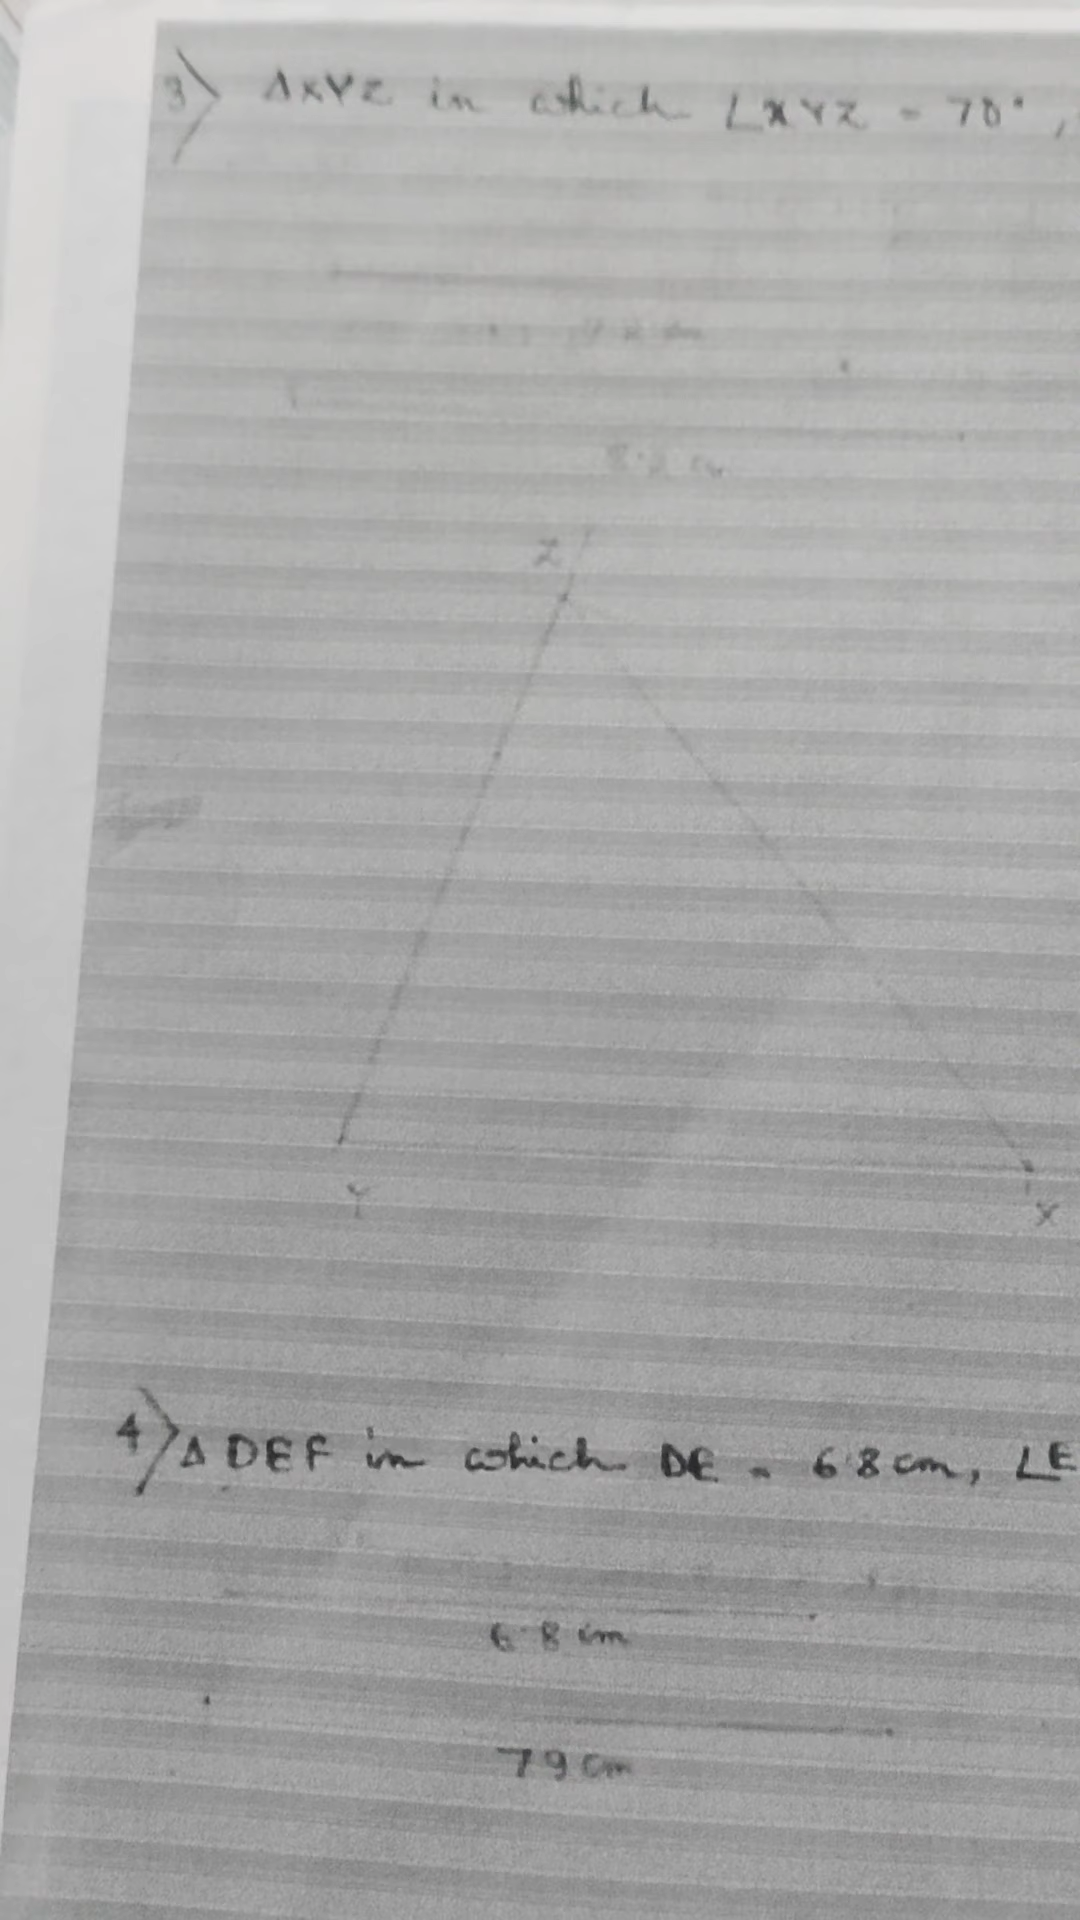 3) ΔXYZ in which ∠XYZ = 70°,
Z
Y
X
4) Δ DEF in which DE = 6.8 cm, ∠E
6.8 cm
7.9 cm